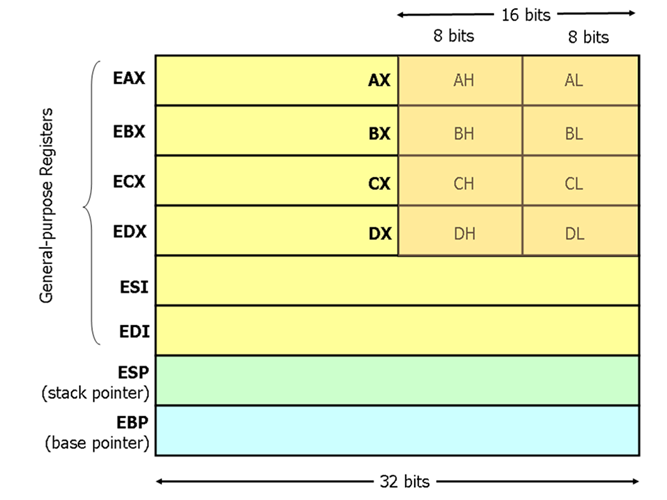 16 bits
8 bits 8 bits
General-purpose Registers
EAX AX AH AL
EBX BX BH BL
ECX CX CH CL
EDX DX DH DL
ESI
EDI
ESP
(stack pointer)
EBP
(base pointer)
32 bits